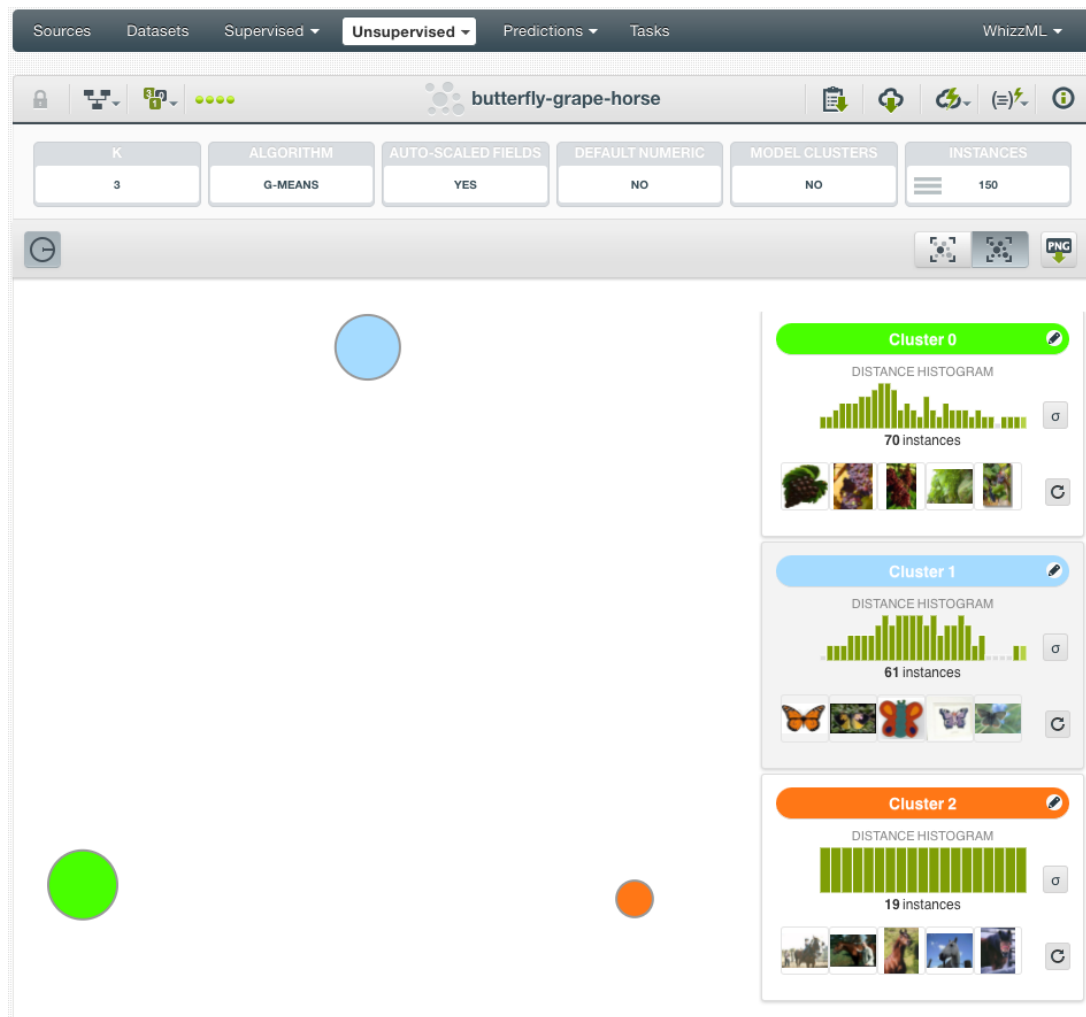 Sources Datasets Supervised Unsupervised Predictions Tasks WhizzML
butterfly-grape-horse
K ALGORITHM AUTO-SCALED FIELDS DEFAULT NUMERIC MODEL CLUSTERS INSTANCES
3 G-MEANS YES NO NO 150
PNG
Cluster 0
DISTANCE HISTOGRAM
σ
70 instances
Cluster 1
DISTANCE HISTOGRAM
σ
61 instances
Cluster 2
DISTANCE HISTOGRAM
σ
19 instances